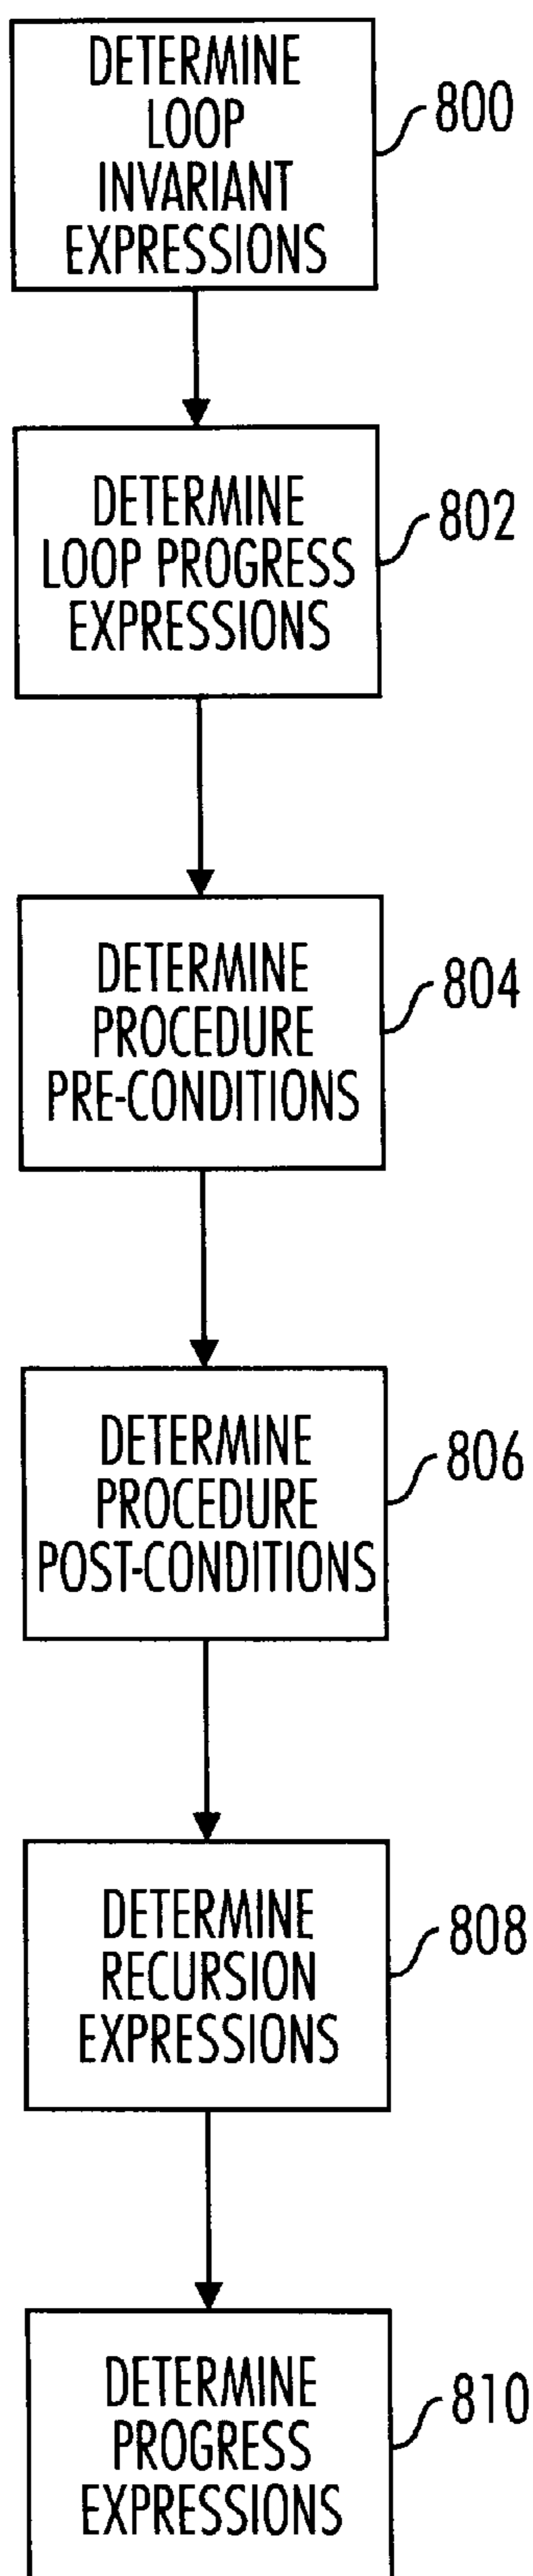 DETERMINE
LOOP
INVARIANT
EXPRESSIONS
800
DETERMINE
LOOP PROGRESS
EXPRESSIONS
802
DETERMINE
PROCEDURE
PRE-CONDITIONS
804
DETERMINE
PROCEDURE
POST-CONDITIONS
806
DETERMINE
RECURSION
EXPRESSIONS
808
DETERMINE
PROGRESS
EXPRESSIONS
810